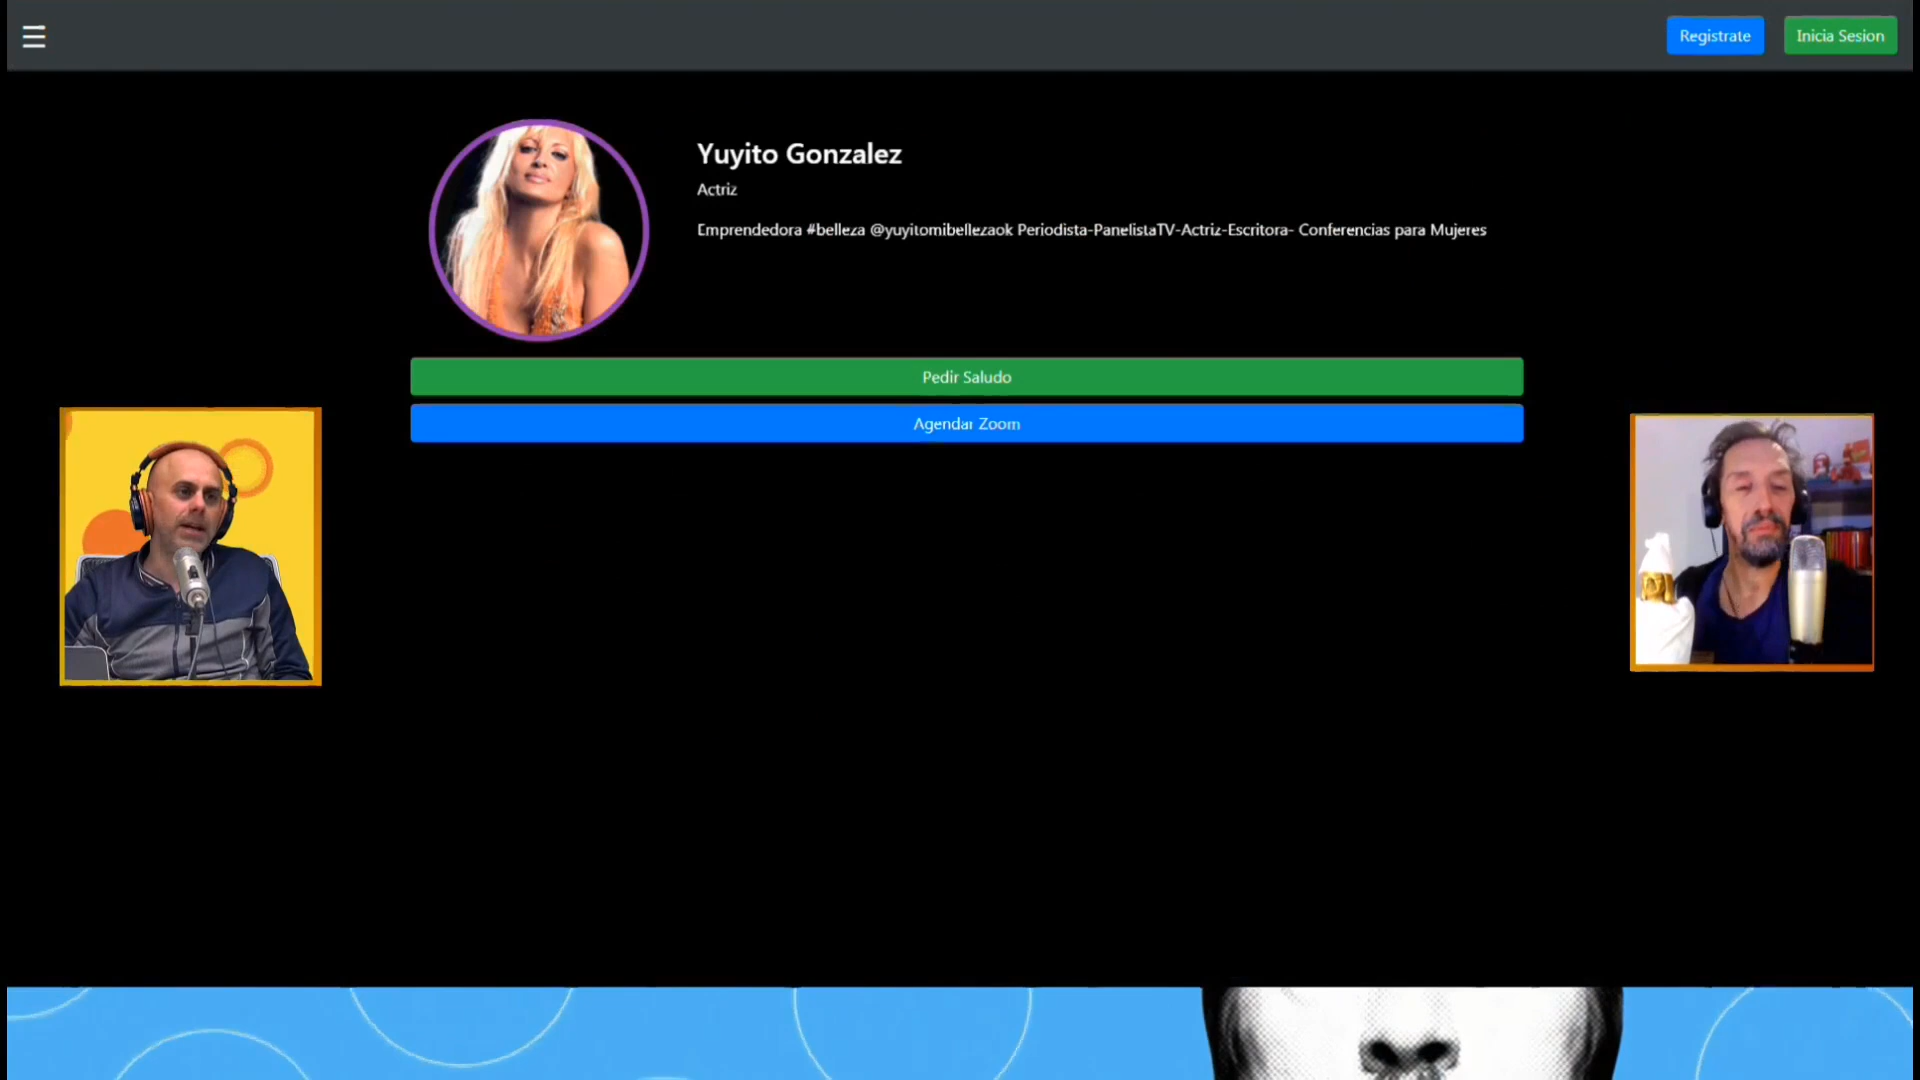 Registrate
Inicia Sesion
Yuyito Gonzalez
Actriz
Emprendedora #belleza @yuyitomibellezaok Periodista-PanelistaTV-Actriz-Escritora- Conferencias para Mujeres
Pedir Saludo
Agendar Zoom